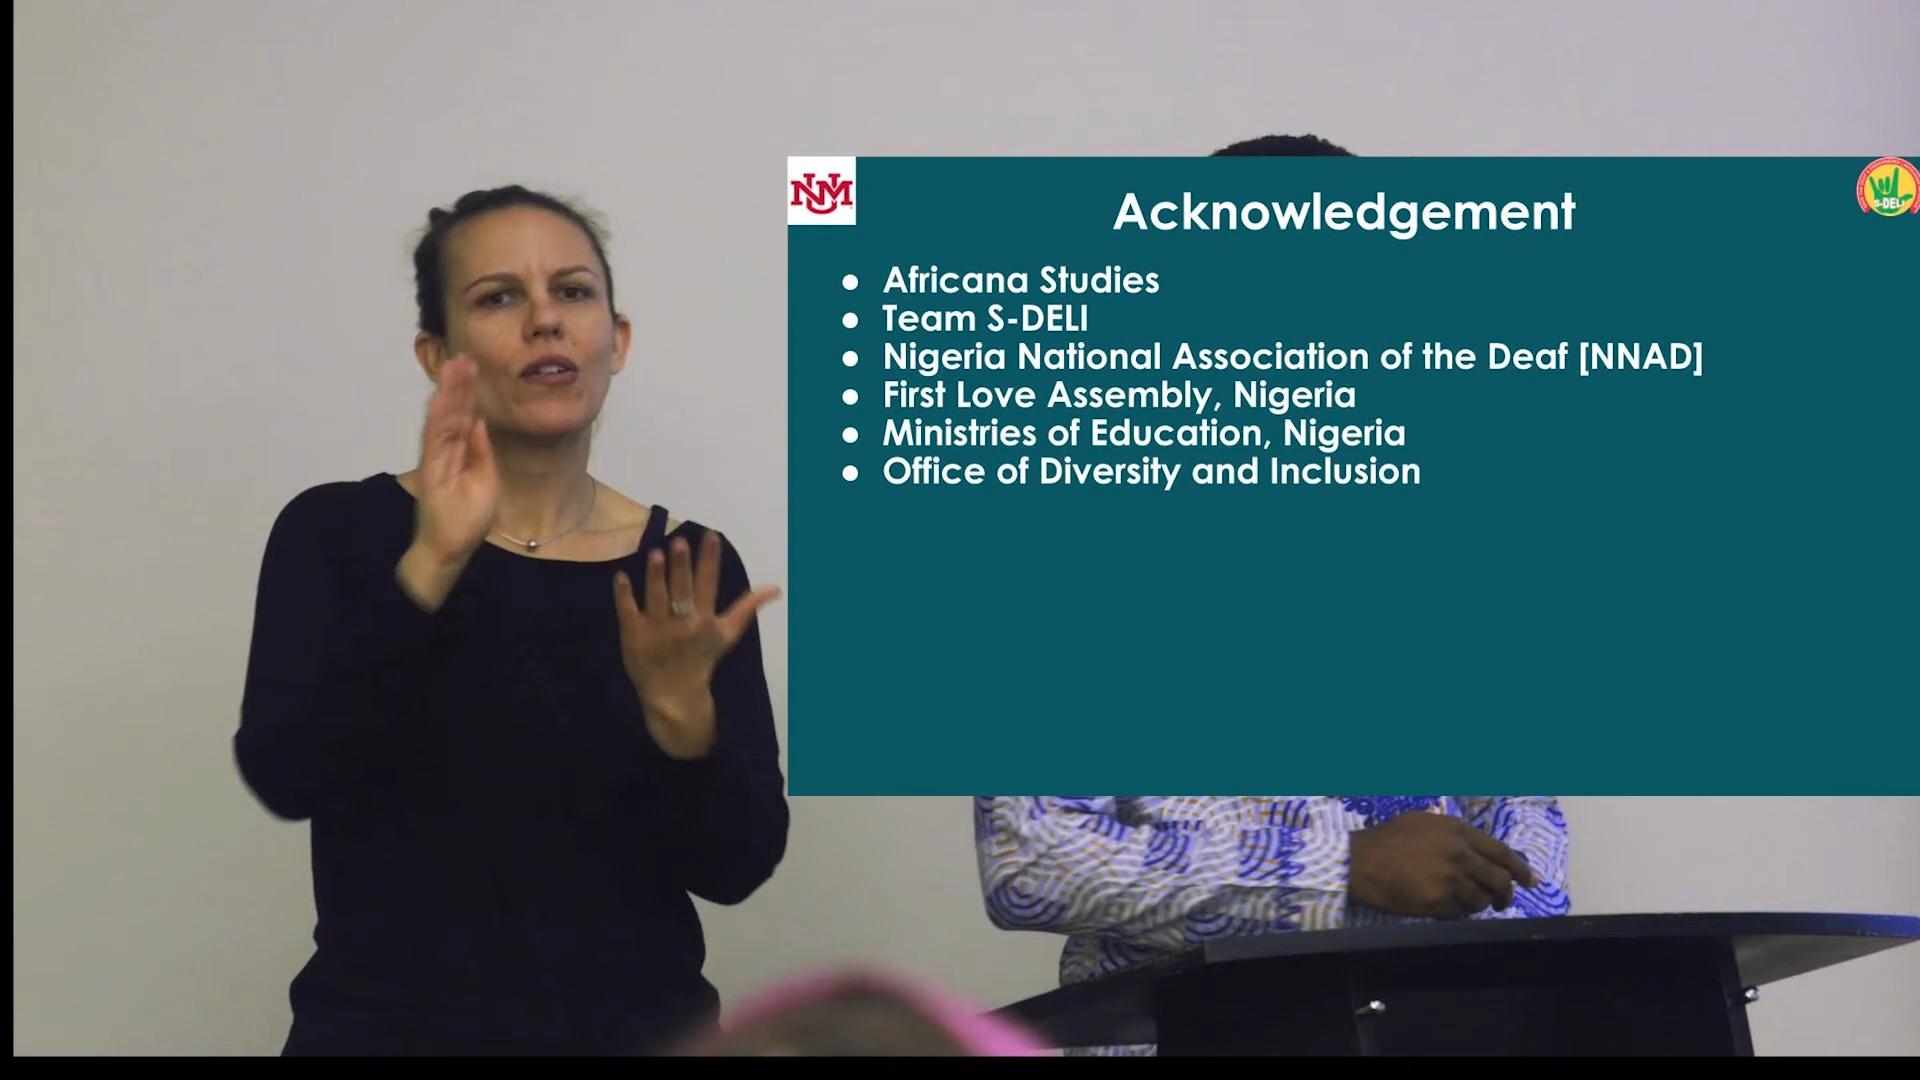 UNM
Acknowledgement
S-DELI
● Africana Studies
● Team S-DELI
● Nigeria National Association of the Deaf [NNAD]
● First Love Assembly, Nigeria
● Ministries of Education, Nigeria
● Office of Diversity and Inclusion